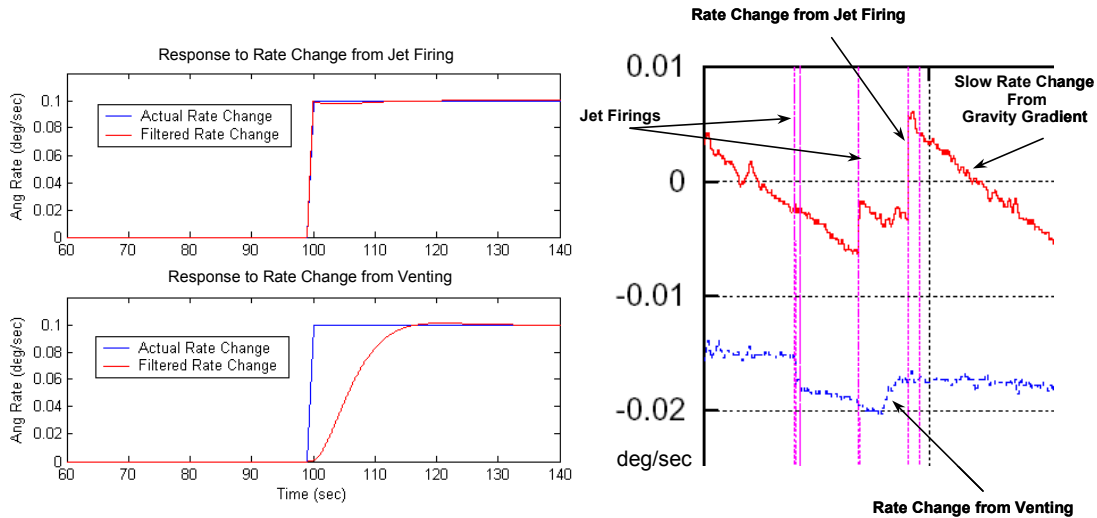 Response to Rate Change from Jet Firing
Ang Rate (deg/sec)
0.1
0.08
0.06
0.04
0.02
0
Actual Rate Change
Filtered Rate Change
60 70 80 90 100 110 120 130 140
Response to Rate Change from Venting
Ang Rate (deg/sec)
0.1
0.08
0.06
0.04
0.02
0
Actual Rate Change
Filtered Rate Change
60 70 80 90 100 110 120 130 140
Time (sec)
Rate Change from Jet Firing
0.01
Slow Rate Change
From
Gravity Gradient
Jet Firings
0
-0.01
-0.02
deg/sec
Rate Change from Venting